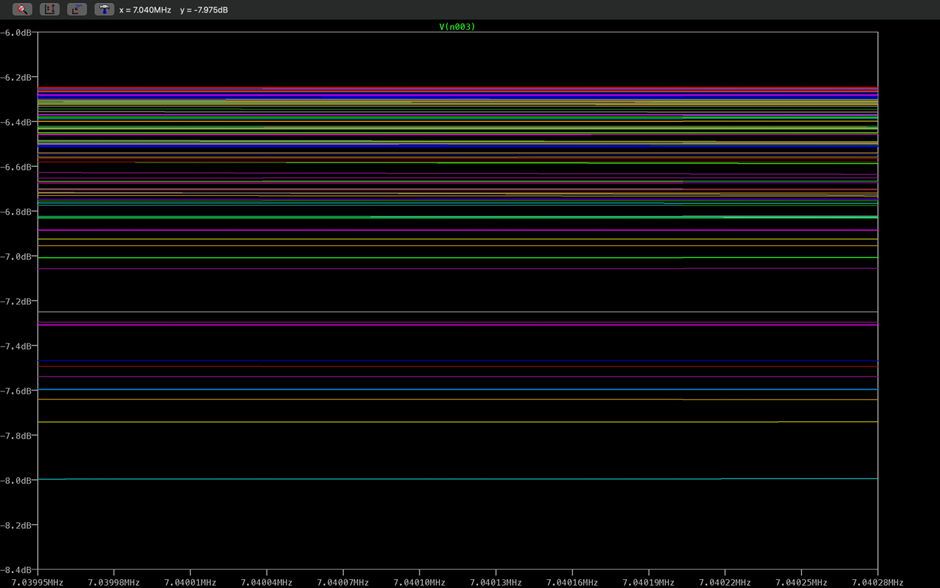 x = 7.040MHz y = -7.975dB
V(n003)
-6.0dB
-6.2dB
-6.4dB
-6.6dB
-6.8dB
-7.0dB
-7.2dB
-7.4dB
-7.6dB
-7.8dB
-8.0dB
-8.2dB
-8.4dB
7.03995MHz 7.03998MHz 7.04001MHz 7.04004MHz 7.04007MHz 7.04010MHz 7.04013MHz 7.04016MHz 7.04019MHz 7.04022MHz 7.04025MHz 7.04028MHz